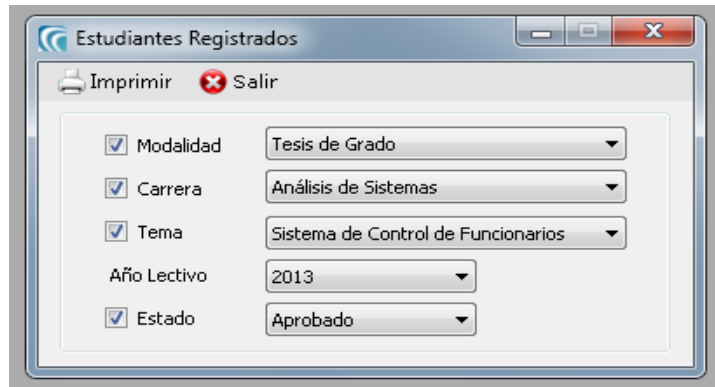 Estudiantes Registrados
Imprimir Salir
Modalidad Tesis de Grado
Carrera Análisis de Sistemas
Tema Sistema de Control de Funcionarios
Año Lectivo 2013
Estado Aprobado